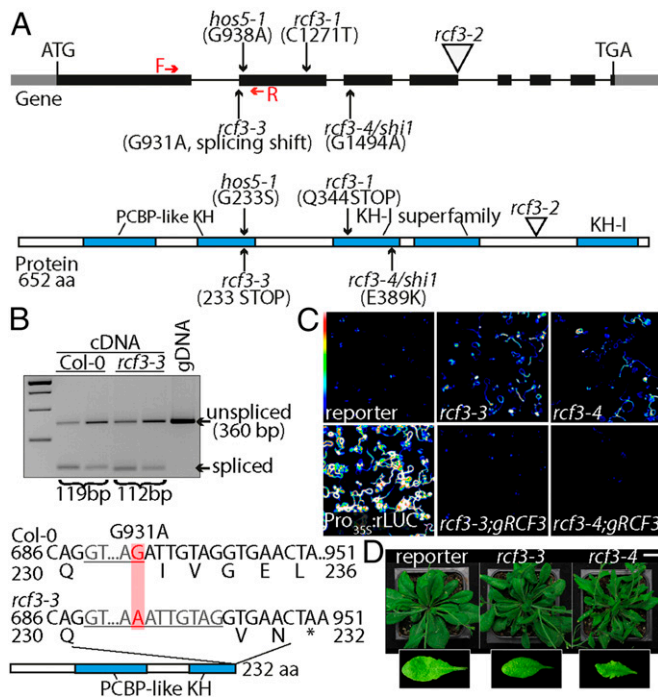 A
hos5-1
(G938A)
rcf3-1
(C1271T)
rcf3-2
ATG
TGA
F
R
Gene
rcf3-3
(G931A, splicing shift)
rcf3-4/shi1
(G1494A)
hos5-1
(G233S)
rcf3-1
(Q344STOP)
PCBP-like KH
KH-I superfamily
rcf3-2
KH-I
Protein
652 aa
rcf3-3
(233 STOP)
rcf3-4/shi1
(E389K)
B
cDNA
Col-0 rcf3-3
gDNA
unspliced
(360 bp)
spliced
119bp 112bp
Col-0
G931A
686 CAGGT...AGATTGTAGGTGAACTA..951
230 Q I V G E L 236
rcf3-3
686 CAGGT...AAATTGTAGGTGAACTAA 951
230 Q V N * 232
232 aa
PCBP-like KH
C
reporter
rcf3-3
rcf3-4
Pro35S:rLUC
rcf3-3;gRCF3
rcf3-4;gRCF3
D
reporter
rcf3-3
rcf3-4